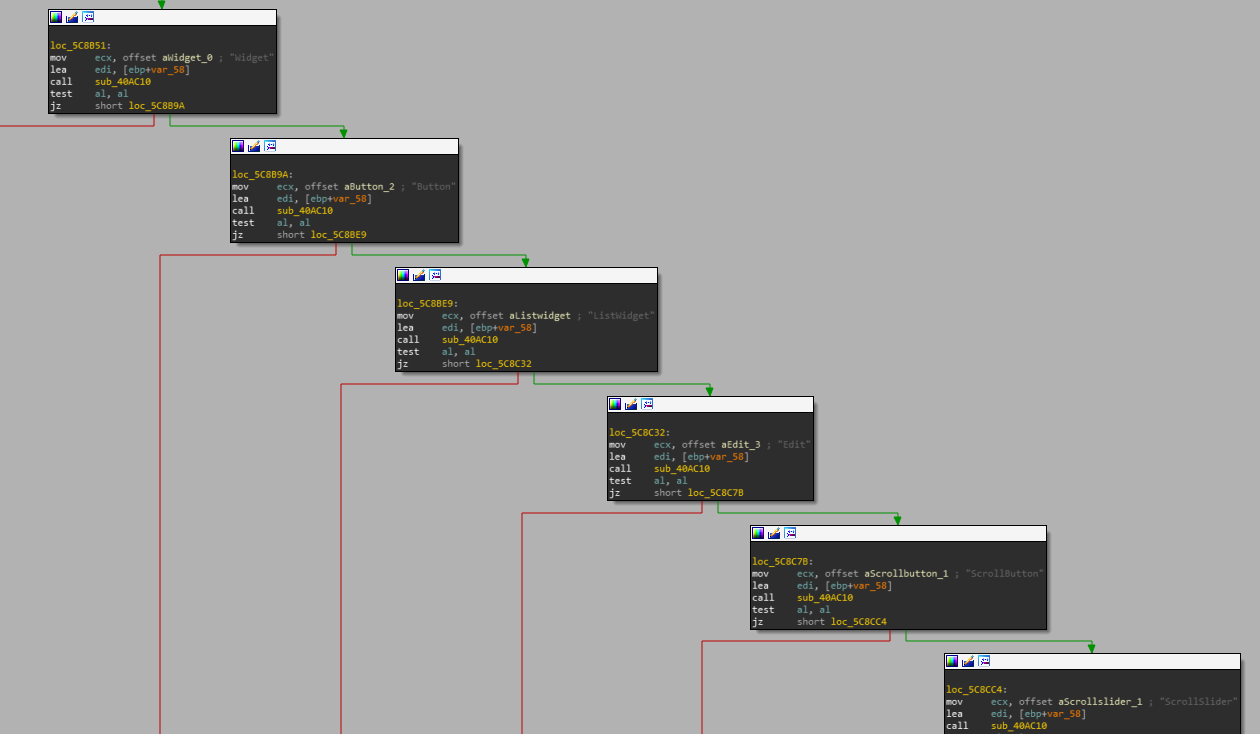 loc_5C8B51:
mov ecx, offset aWidget_0 ; "Widget"
lea edi, [ebp+var_58]
call sub_40AC10
test al, al
jz short loc_5C8B9A
loc_5C8B9A:
mov ecx, offset aButton_2 ; "Button"
lea edi, [ebp+var_58]
call sub_40AC10
test al, al
jz short loc_5C8BE9
loc_5C8BE9:
mov ecx, offset aListwidget ; "ListWidget"
lea edi, [ebp+var_58]
call sub_40AC10
test al, al
jz short loc_5C8C32
loc_5C8C32:
mov ecx, offset aEdit_3 ; "Edit"
lea edi, [ebp+var_58]
call sub_40AC10
test al, al
jz short loc_5C8C7B
loc_5C8C7B:
mov ecx, offset aScrollbutton_1 ; "ScrollButton"
lea edi, [ebp+var_58]
call sub_40AC10
test al, al
jz short loc_5C8CC4
loc_5C8CC4:
mov ecx, offset aScrollslider_1 ; "ScrollSlider"
lea edi, [ebp+var_58]
call sub_40AC10